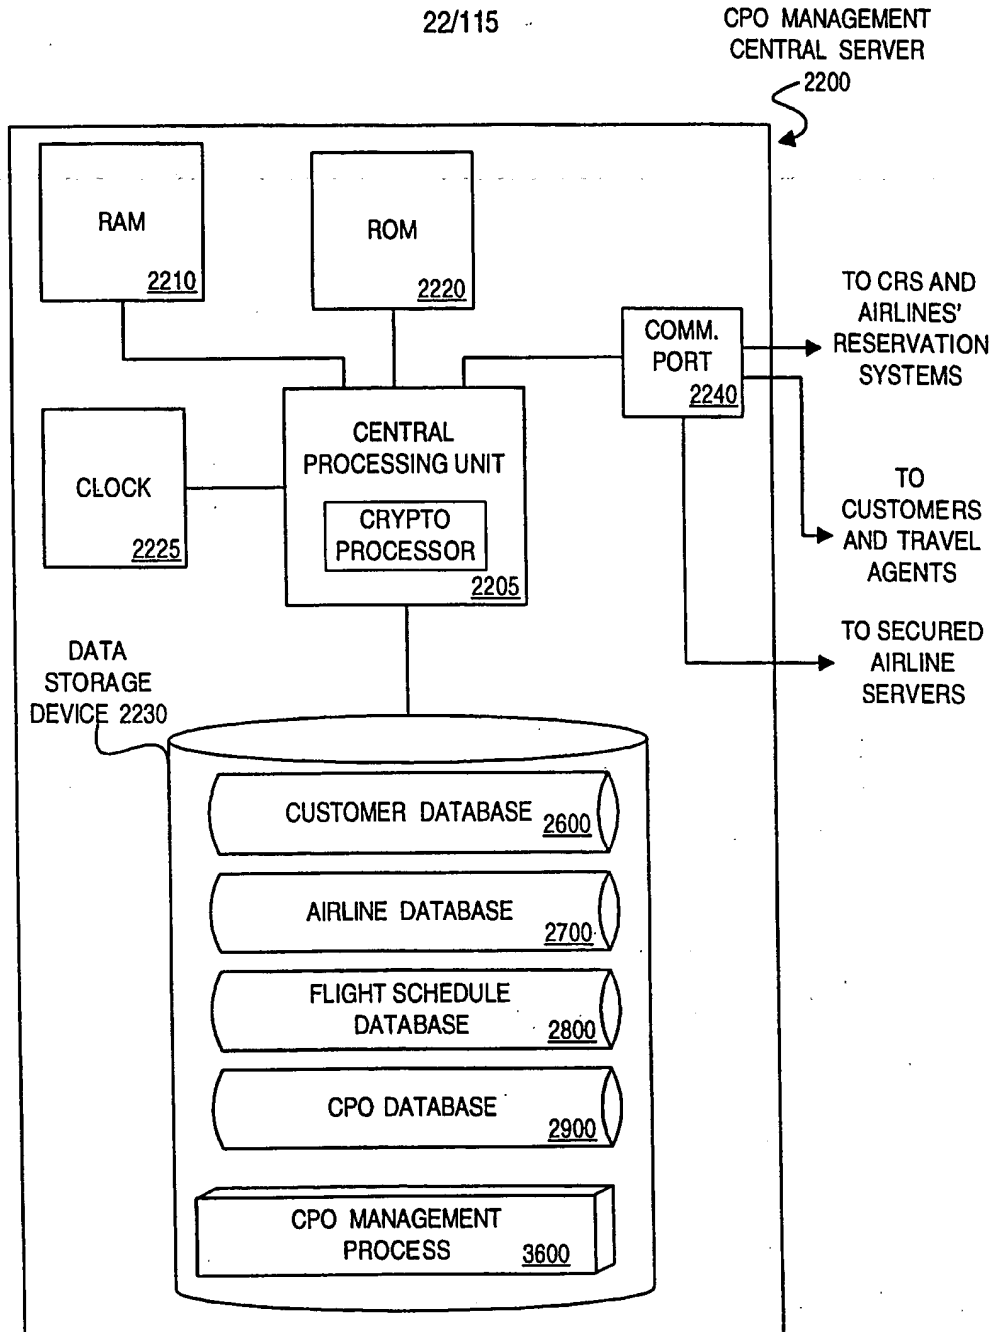 22/115
CPO MANAGEMENT
CENTRAL SERVER
2200
RAM
2210
ROM
2220
COMM.
PORT
2240
TO CRS AND
AIRLINES'
RESERVATION
SYSTEMS
CENTRAL
PROCESSING UNIT
CRYPTO
PROCESSOR
2205
CLOCK
2225
TO
CUSTOMERS
AND TRAVEL
AGENTS
TO SECURED
AIRLINE
SERVERS
DATA
STORAGE
DEVICE 2230
CUSTOMER DATABASE
2600
AIRLINE DATABASE
2700
FLIGHT SCHEDULE
DATABASE
2800
CPO DATABASE
2900
CPO MANAGEMENT
PROCESS
3600